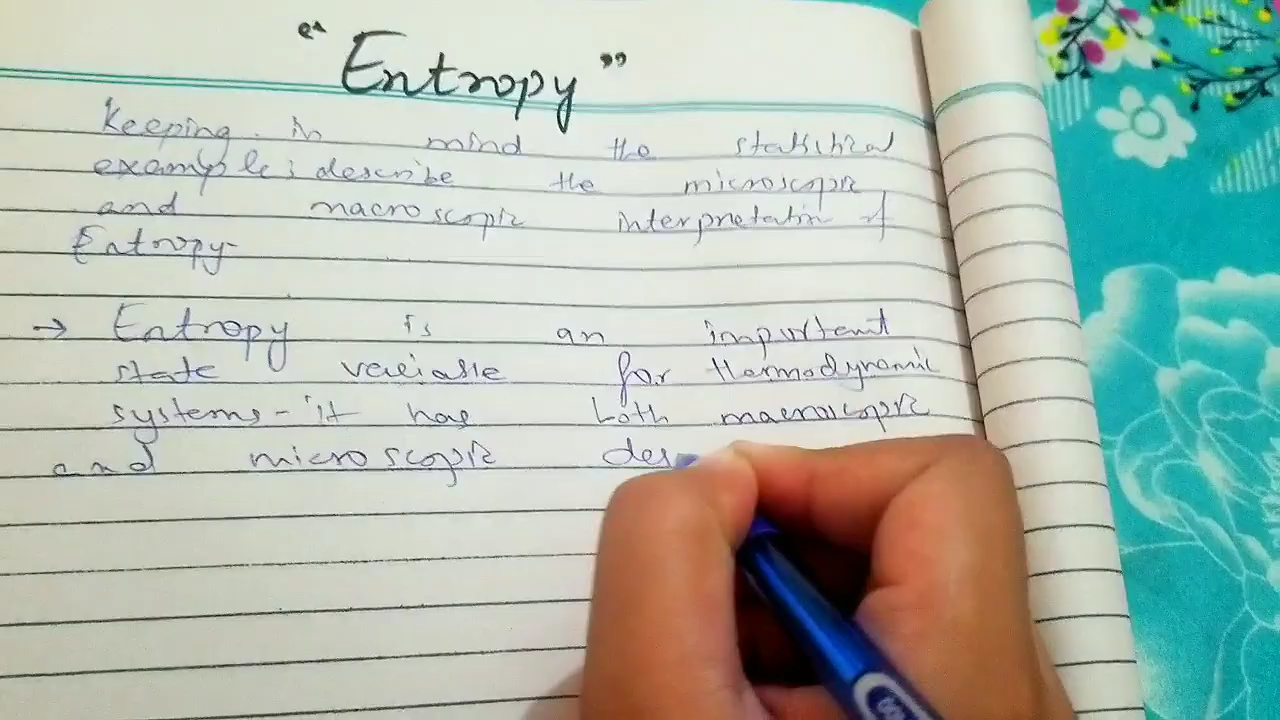 “Entropy”
Keeping in mind the statistical
example; describe the microscopic
and macroscopic interpretation of
Entropy-
→ Entropy is an important
state variable for thermodynamic
systems - it has both macroscopic
and microscopic des